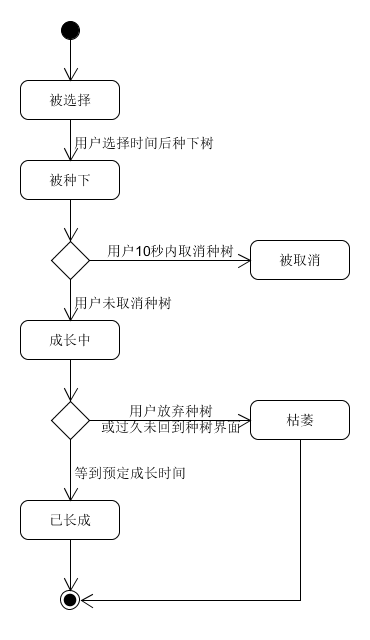 被选择
用户选择时间后种下树
被种下
用户10秒内取消种树
被取消
用户未取消种树
成长中
用户放弃种树
或过久未回到种树界面
枯萎
等到预定成长时间
已长成